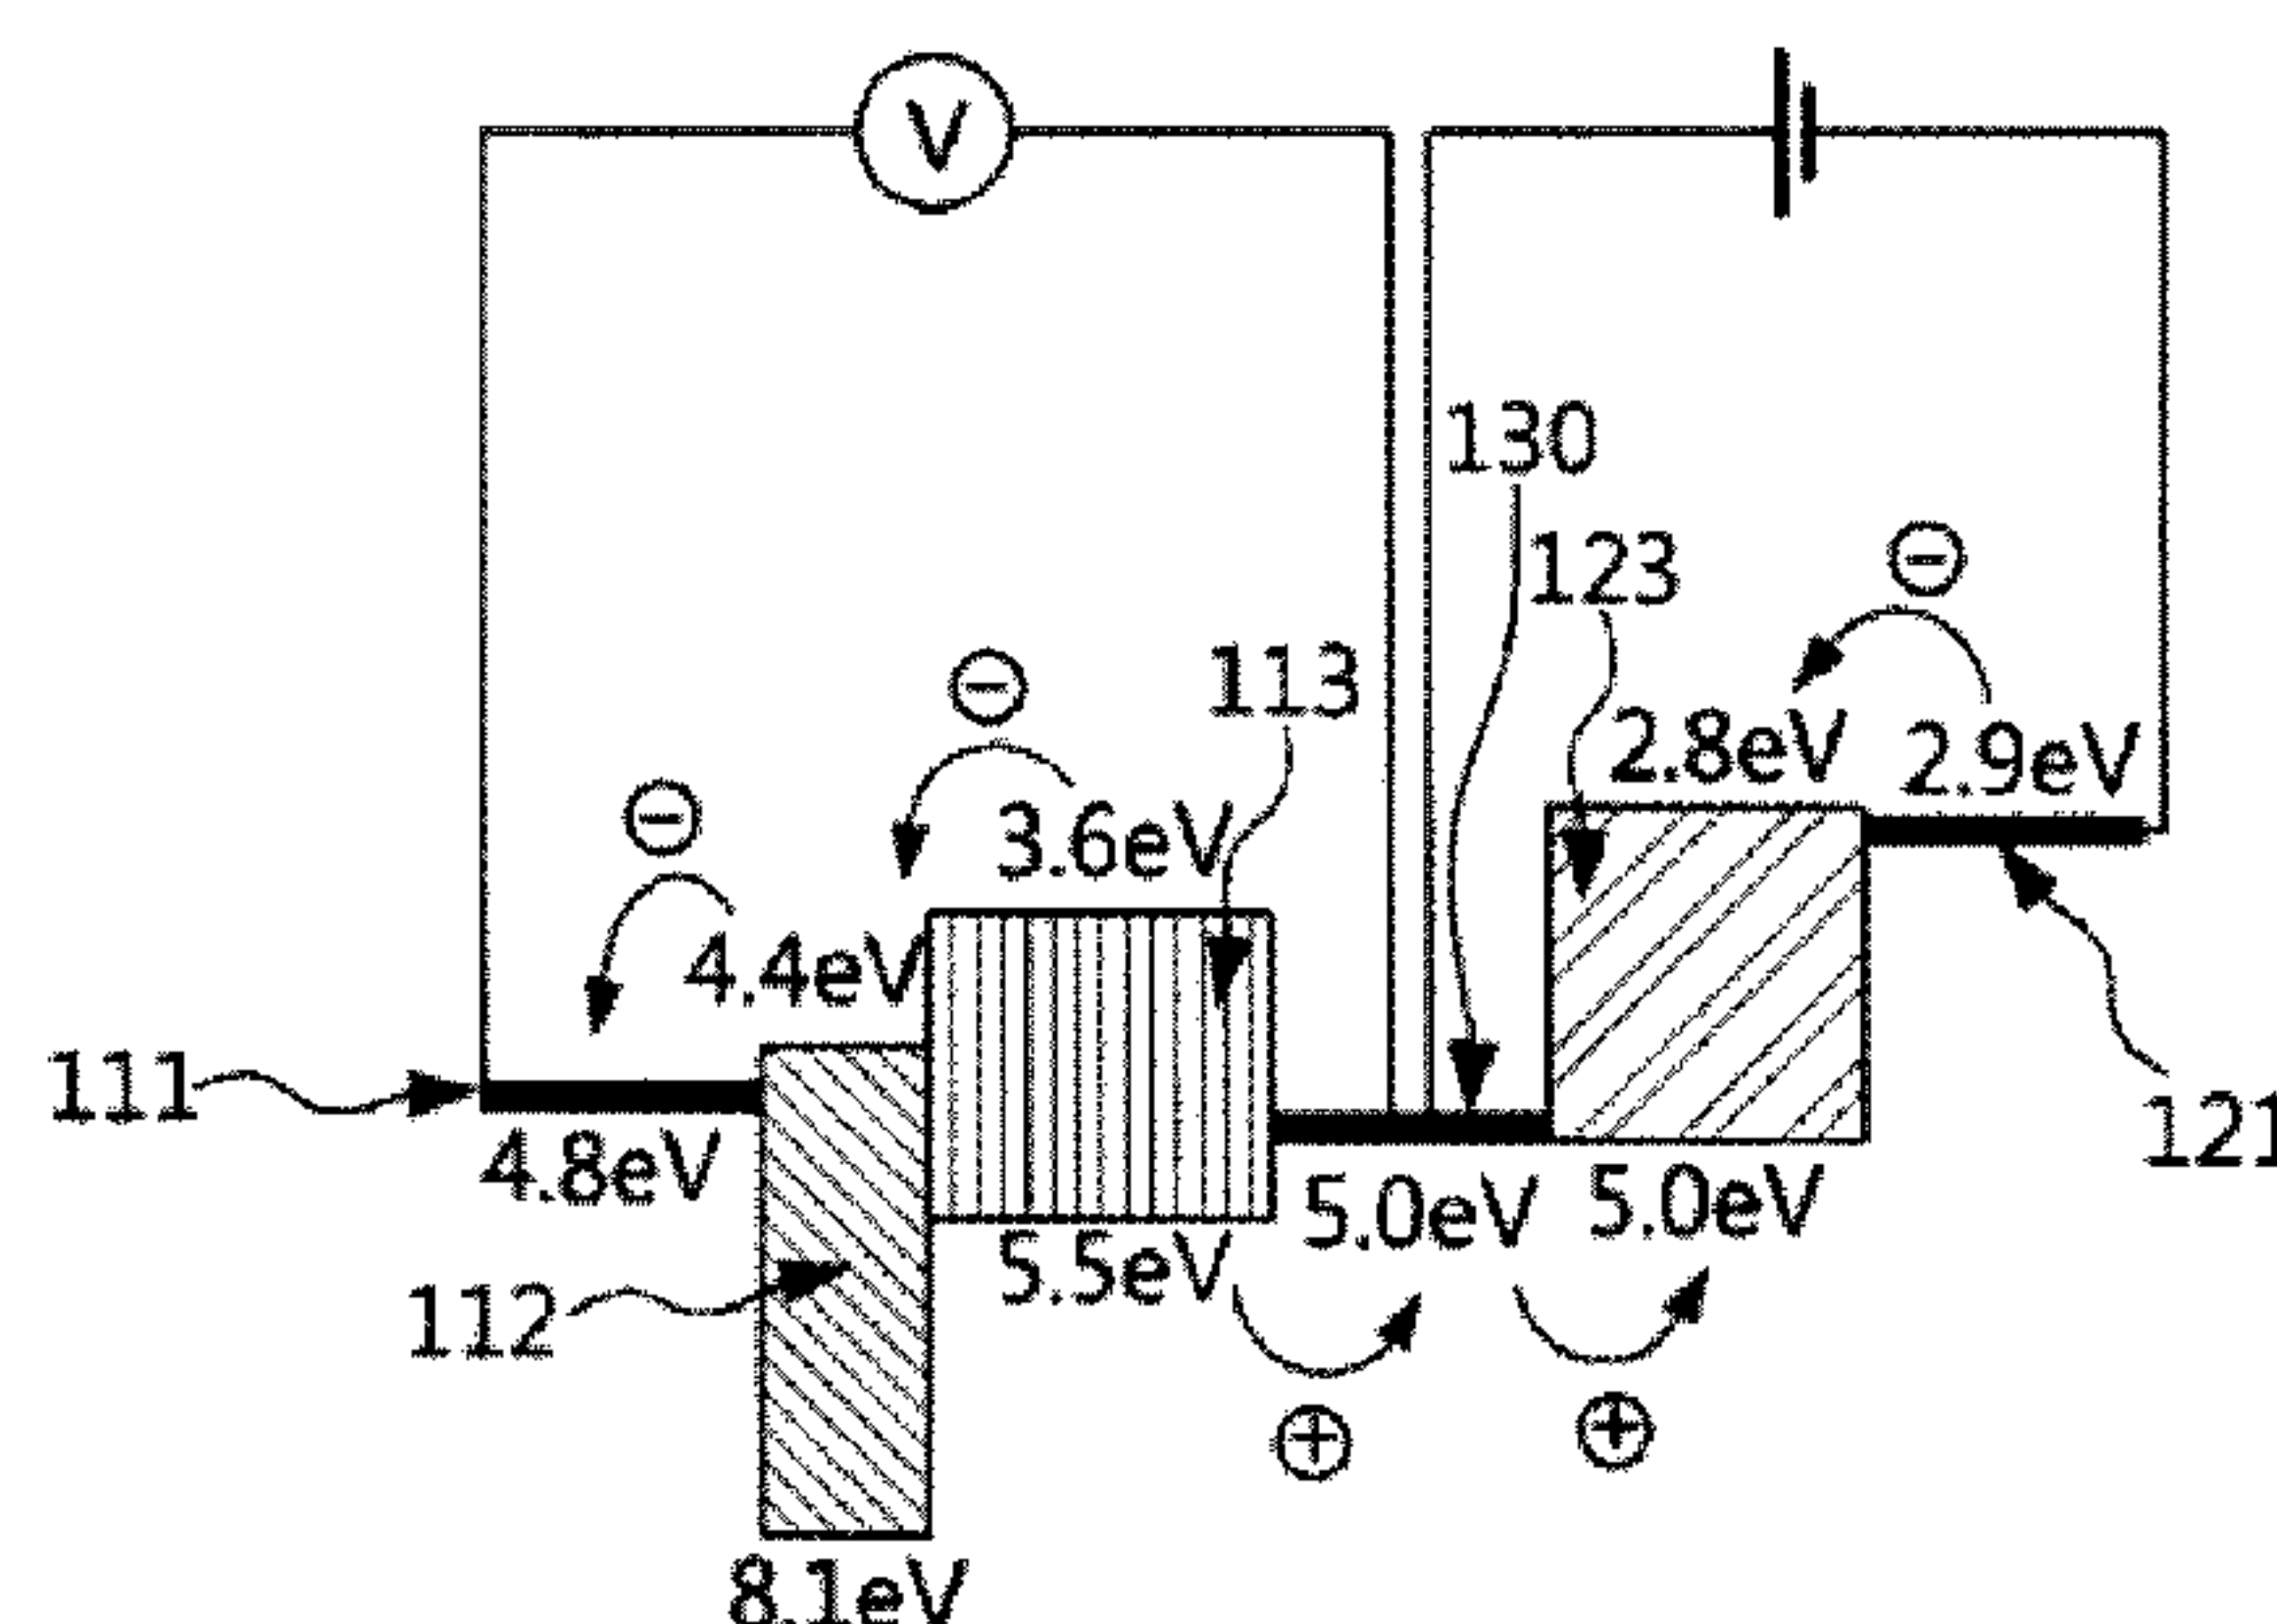 V
130
123
⊖
113
⊖
2.8eV
2.9eV
⊖
3.6eV
4.4eV
111
121
4.8eV
5.0eV
5.0eV
5.5eV
112
⊕
⊕
8.1eV